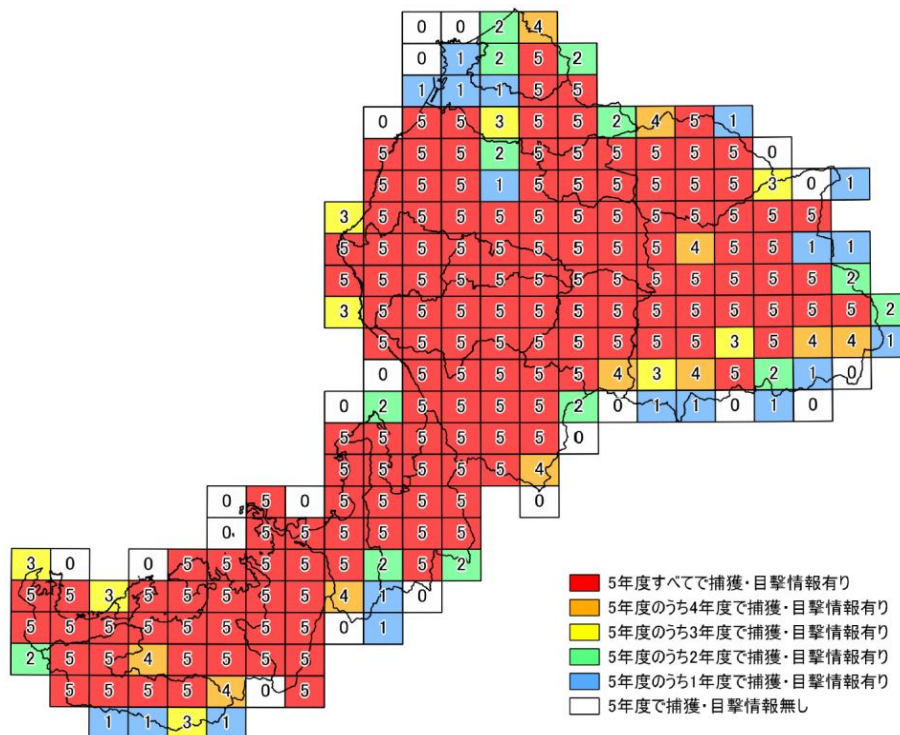 0 0 2 4
0 1 2 5 2
1 1 1 5 5
0 5 5 3 5 5 2 4 5 1
5 5 5 2 5 5 5 5 5 5 0
5 5 5 1 5 5 5 5 5 5 3 0 1
3 5 5 5 5 5 5 5 5 5 5 5 5
5 5 5 5 5 5 5 5 5 4 5 5 1 1
5 5 5 5 5 5 5 5 5 5 5 5 5 2
3 5 5 5 5 5 5 5 5 5 5 5 5 5 2
5 5 5 5 5 5 5 5 5 3 5 4 4 1
0 5 5 5 5 5 4 3 4 5 2 1 0
0 2 5 5 5 5 2 0 1 1 0 1 0
5 5 5 5 5 5 0
5 5 5 5 5 4
0 5 0 5 5 5 5 0
0 5 5 5 5 5 5
3 0 0 5 5 5 5 5 2 5 2
5 5 3 5 5 5 5 5 4 1 0
5 5 5 5 5 5 5 5 0 1
2 5 5 4 5 5 5 5
5 5 5 5 4 0 5
1 1 3 1
5年度すべてで捕獲・目撃情報有り
5年度のうち4年度で捕獲・目撃情報有り
5年度のうち3年度で捕獲・目撃情報有り
5年度のうち2年度で捕獲・目撃情報有り
5年度のうち1年度で捕獲・目撃情報有り
5年度で捕獲・目撃情報無し